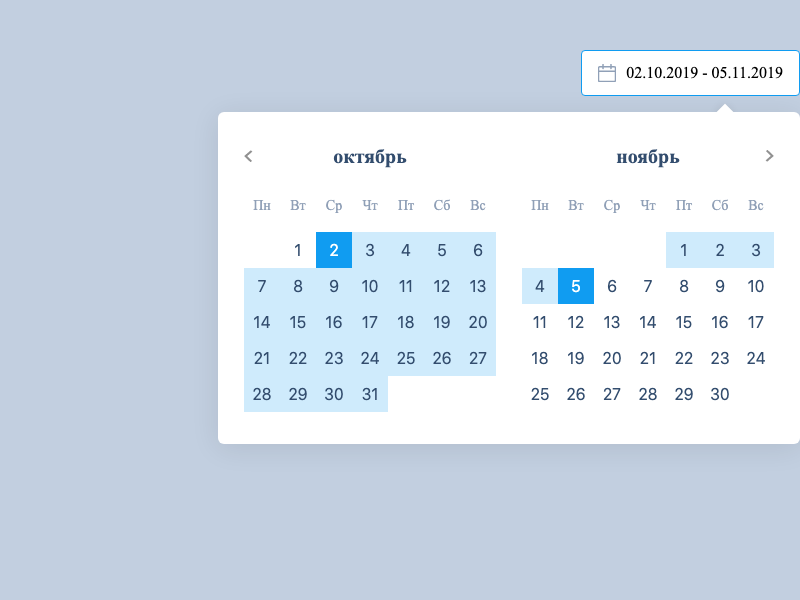 02.10.2019 - 05.11.2019
октябрь
Пн Вт Ср Чт Пт Сб Вс
1 2 3 4 5 6
7 8 9 10 11 12 13
14 15 16 17 18 19 20
21 22 23 24 25 26 27
28 29 30 31
ноябрь
Пн Вт Ср Чт Пт Сб Вс
1 2 3
4 5 6 7 8 9 10
11 12 13 14 15 16 17
18 19 20 21 22 23 24
25 26 27 28 29 30